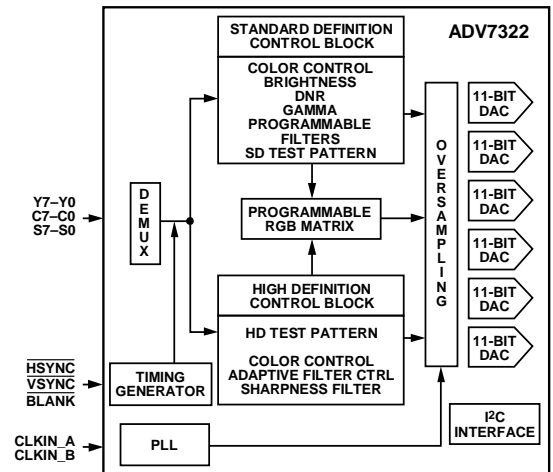 ADV7322
STANDARD DEFINITION
CONTROL BLOCK
COLOR CONTROL
BRIGHTNESS
DNR
GAMMA
PROGRAMMABLE
FILTERS
SD TEST PATTERN
Y7–Y0
C7–C0
S7–S0
DEMUX
PROGRAMMABLE
RGB MATRIX
HIGH DEFINITION
CONTROL BLOCK
HD TEST PATTERN
COLOR CONTROL
ADAPTIVE FILTER CTRL
SHARPNESS FILTER
OVERSAMPLING
11-BIT
DAC
11-BIT
DAC
11-BIT
DAC
11-BIT
DAC
11-BIT
DAC
11-BIT
DAC
HSYNC
VSYNC
BLANK
TIMING
GENERATOR
CLKIN_A
CLKIN_B
PLL
I²C
INTERFACE